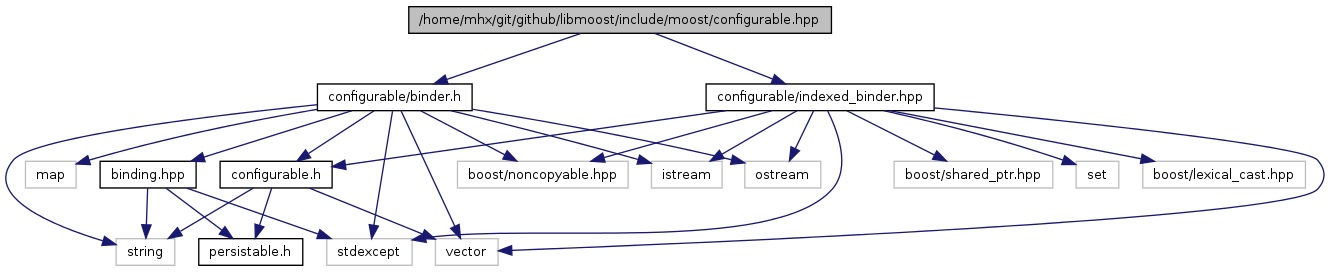 /home/mhx/git/github/libmoost/include/moost/configurable.hpp
configurable/binder.h
configurable/indexed_binder.hpp
map
binding.hpp
configurable.h
boost/noncopyable.hpp
istream
ostream
boost/shared_ptr.hpp
set
boost/lexical_cast.hpp
string
persistable.h
stdexcept
vector